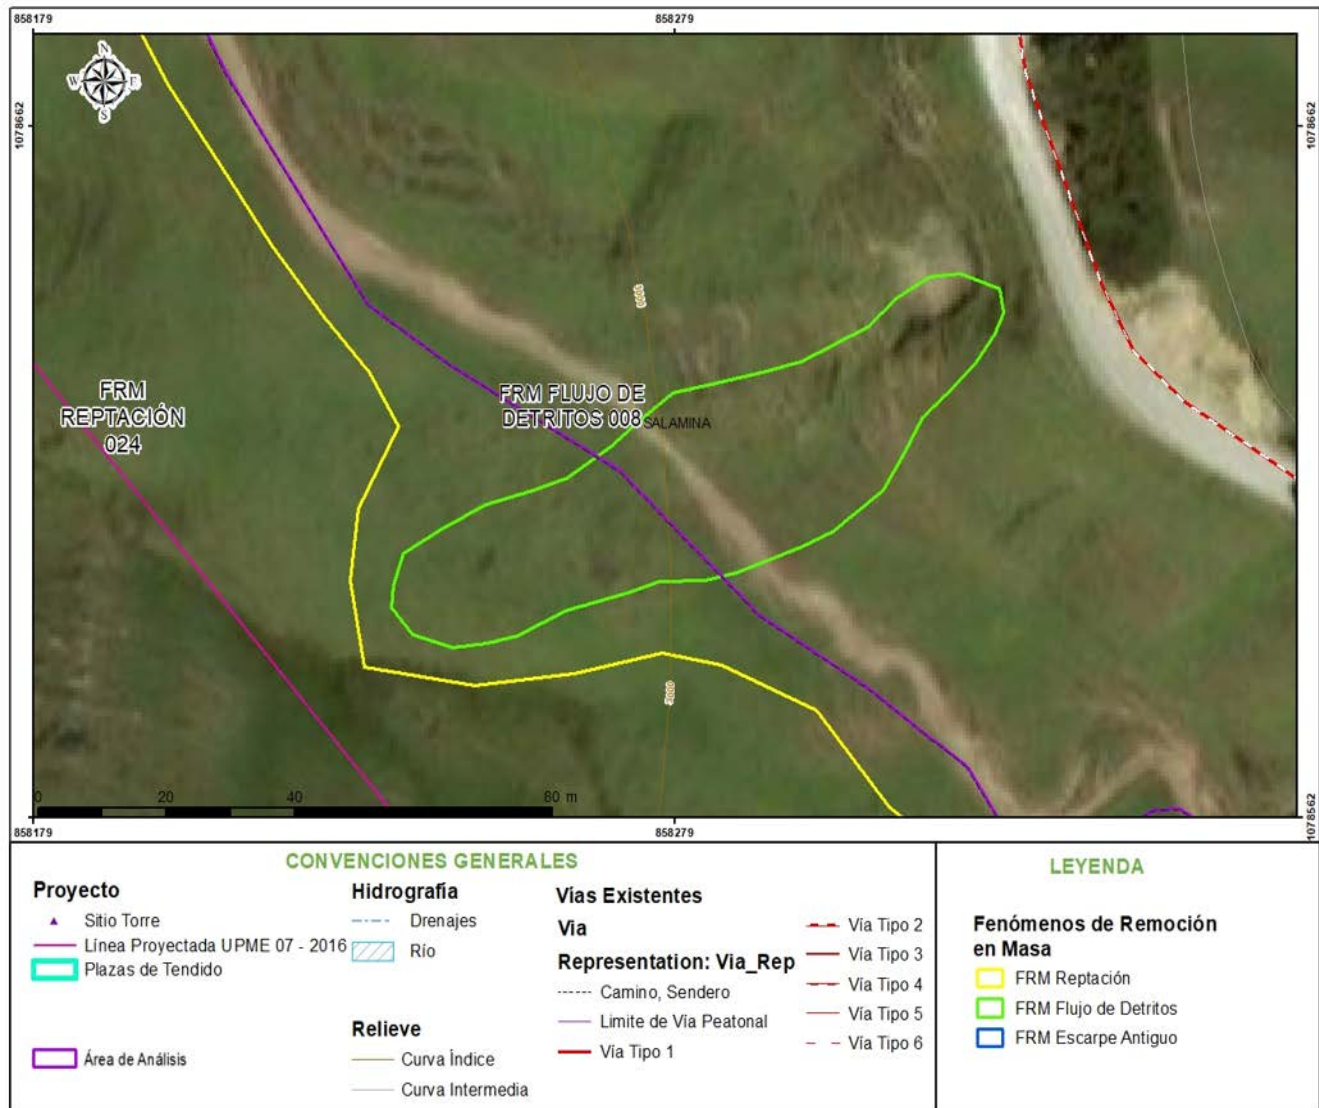 858179
858279
N
W
E
S
1078662
1078662
FRM
REPTACIÓN
024
FRM FLUJO DE
DETRITOS 008
SALAMINA
3000
3000
0 20 40 80 m
1078562
858179
858279
CONVENCIONES GENERALES
Proyecto
Sitio Torre
Línea Proyectada UPME 07 - 2016
Plazas de Tendido
Área de Análisis
Hidrografía
Drenajes
Río
Relieve
Curva Índice
Curva Intermedia
Vias Existentes
Via
Representation: Via_Rep
Camino, Sendero
Limite de Vía Peatonal
Vía Tipo 1
Vía Tipo 2
Vía Tipo 3
Vía Tipo 4
Vía Tipo 5
Vía Tipo 6
LEYENDA
Fenómenos de Remoción
en Masa
FRM Reptación
FRM Flujo de Detritos
FRM Escarpe Antiguo